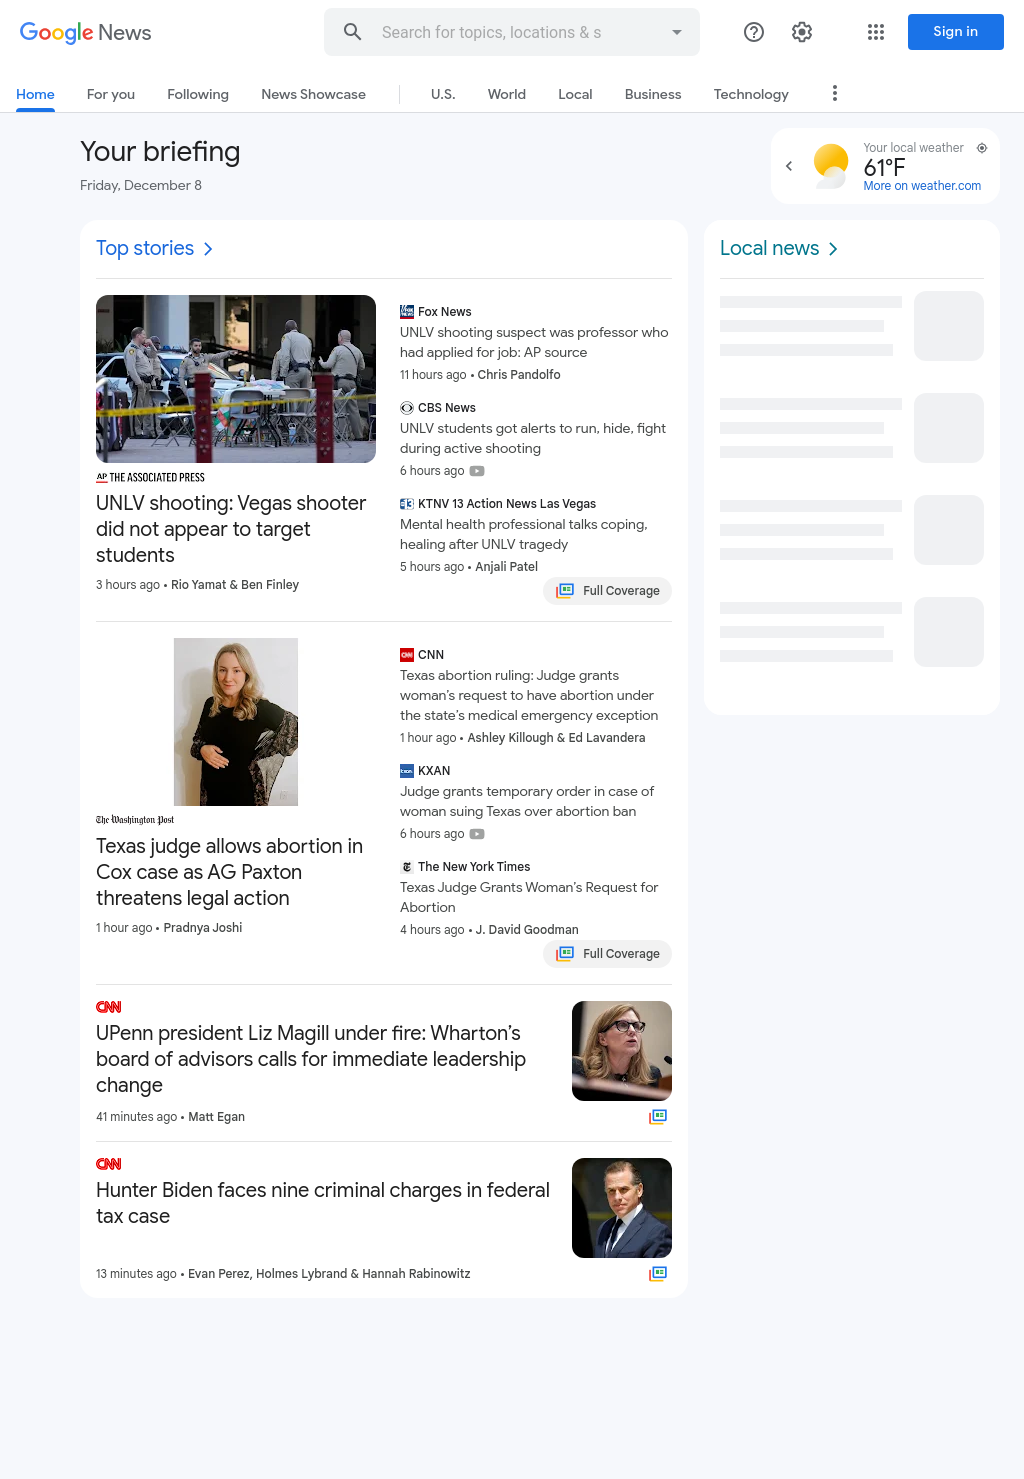 Google News
Search for topics, locations & s
Sign in
Home
For you
Following
News Showcase
U.S.
World
Local
Business
Technology
Your briefing
Friday, December 8
Your local weather
61°F
More on weather.com
Top stories
AP THE ASSOCIATED PRESS
UNLV shooting: Vegas shooter
did not appear to target
students
3 hours ago • Rio Yamat & Ben Finley
Fox News
UNLV shooting suspect was professor who
had applied for job: AP source
11 hours ago • Chris Pandolfo
CBS News
UNLV students got alerts to run, hide, fight
during active shooting
6 hours ago
KTNV 13 Action News Las Vegas
Mental health professional talks coping,
healing after UNLV tragedy
5 hours ago • Anjali Patel
Full Coverage
The Washington Post
Texas judge allows abortion in
Cox case as AG Paxton
threatens legal action
1 hour ago • Pradnya Joshi
CNN
Texas abortion ruling: Judge grants
woman’s request to have abortion under
the state’s medical emergency exception
1 hour ago • Ashley Killough & Ed Lavandera
KXAN
Judge grants temporary order in case of
woman suing Texas over abortion ban
6 hours ago
The New York Times
Texas Judge Grants Woman’s Request for
Abortion
4 hours ago • J. David Goodman
Full Coverage
CNN
UPenn president Liz Magill under fire: Wharton’s
board of advisors calls for immediate leadership
change
41 minutes ago • Matt Egan
CNN
Hunter Biden faces nine criminal charges in federal
tax case
13 minutes ago • Evan Perez, Holmes Lybrand & Hannah Rabinowitz
Local news